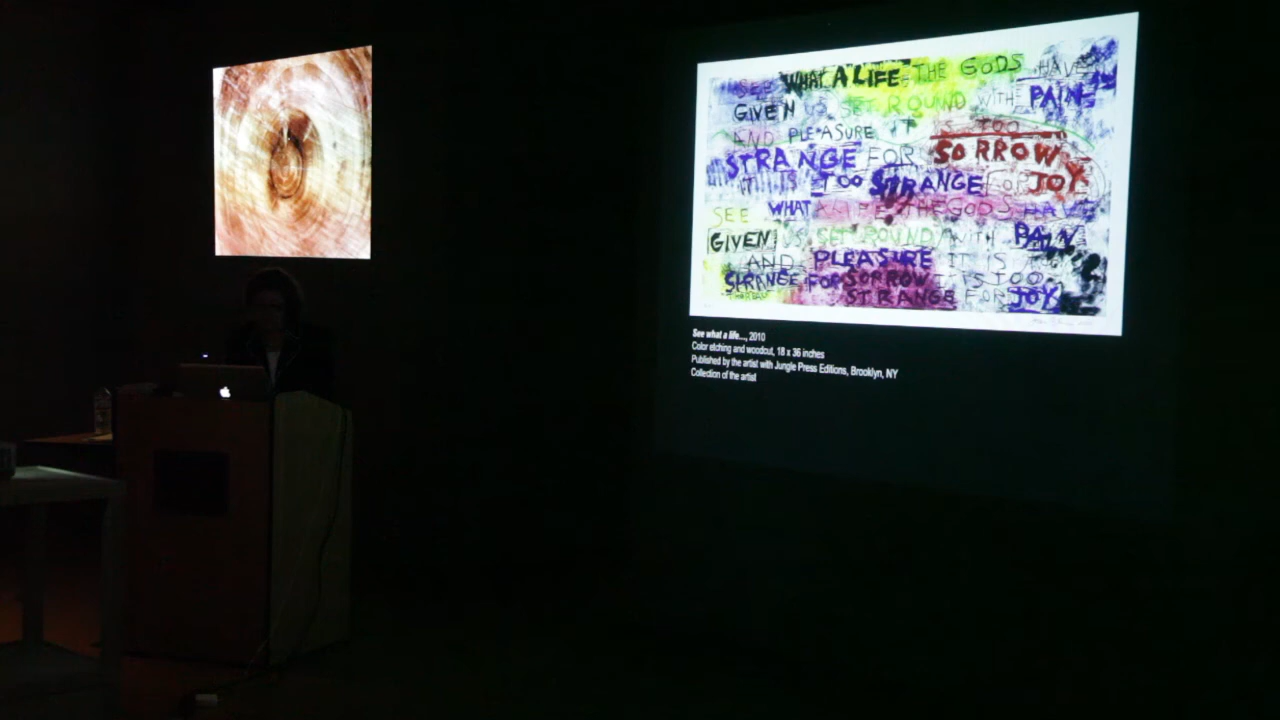 SEE WHAT A LIFE THE GODS HAVE
GIVEN US SET ROUND WITH PAIN
AND PLEASURE IT IS TOO
STRANGE FOR SORROW
IT IS TOO STRANGE FOR JOY
SEE WHAT A LIFE THE GODS HAVE
GIVEN US SET ROUND WITH PAIN
AND PLEASURE IT IS
STRANGE FOR SORROW IT IS TOO
STRANGE FOR JOY
See what a life..., 2010
Color etching and woodcut, 18 x 36 inches
Published by the artist with Jungle Press Editions, Brooklyn, NY
Collection of the artist